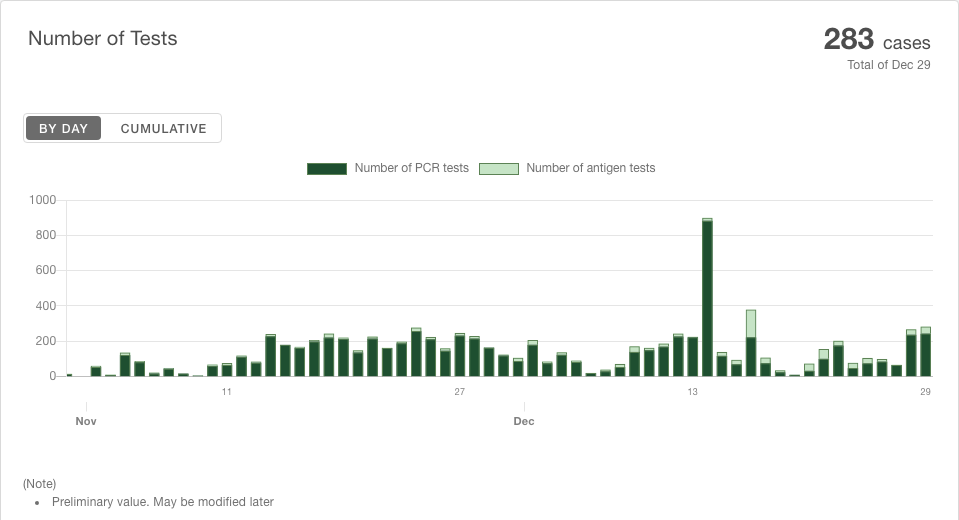 Number of Tests
283 cases
Total of Dec 29
BY DAY
CUMULATIVE
Number of PCR tests
Number of antigen tests
1000
800
600
400
200
0
11
27
13
29
Nov
Dec
(Note)
• Preliminary value. May be modified later